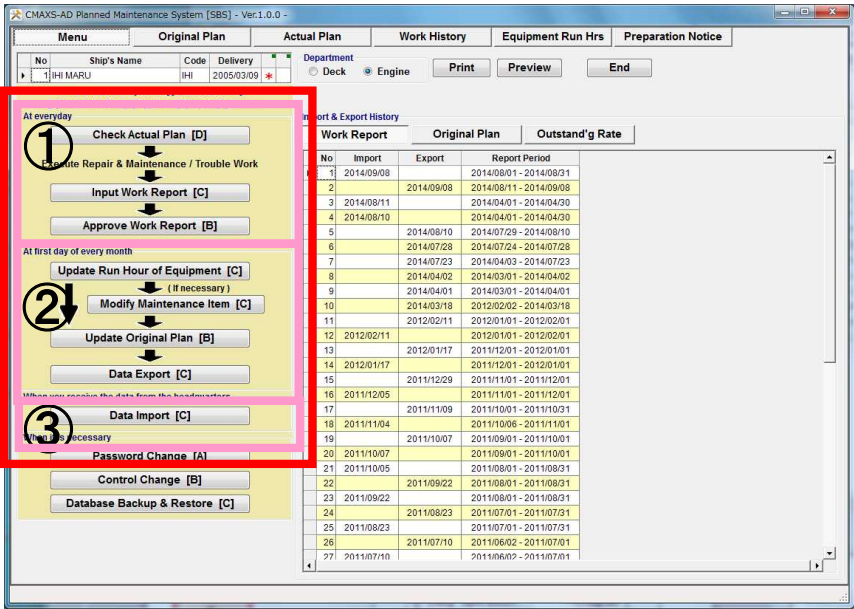 CMAXS-AD Planned Maintenance System [SBS] - Ver.1.0.0 -
Menu Original Plan Actual Plan Work History Equipment Run Hrs Preparation Notice
No Ship's Name Code Delivery
1 IHI MARU IHI 2005/03/09 *
Department
Deck Engine Print Preview End
At everyday
①
Check Actual Plan [D]
Execute Repair & Maintenance / Trouble Work
Input Work Report [C]
Approve Work Report [B]
At first day of every month
②
Update Run Hour of Equipment [C]
( If necessary )
Modify Maintenance Item [C]
Update Original Plan [B]
Data Export [C]
When you receive the data from the headquarters
③
Data Import [C]
When it is necessary
Password Change [A]
Control Change [B]
Database Backup & Restore [C]
Import & Export History
Work Report Original Plan Outstand'g Rate
No Import Export Report Period
1 2014/09/08 2014/08/01 - 2014/08/31
2 2014/09/08 2014/08/11 - 2014/09/08
3 2014/08/11 2014/04/01 - 2014/04/30
4 2014/08/10 2014/04/01 - 2014/04/30
5 2014/08/10 2014/07/29 - 2014/08/10
6 2014/07/28 2014/07/24 - 2014/07/28
7 2014/07/23 2014/04/03 - 2014/07/23
8 2014/04/02 2014/03/01 - 2014/04/02
9 2014/04/01 2014/03/01 - 2014/04/01
10 2014/03/18 2012/02/02 - 2014/03/18
11 2012/02/11 2012/01/01 - 2012/02/01
12 2012/02/11 2012/01/01 - 2012/02/01
13 2012/01/17 2011/12/01 - 2012/01/01
14 2012/01/17 2011/12/01 - 2012/01/01
15 2011/12/29 2011/11/01 - 2011/12/01
16 2011/12/05 2011/11/01 - 2011/12/01
17 2011/11/09 2011/10/01 - 2011/10/31
18 2011/11/04 2011/10/06 - 2011/11/01
19 2011/10/07 2011/09/01 - 2011/10/01
20 2011/10/07 2011/09/01 - 2011/10/01
21 2011/10/05 2011/08/01 - 2011/08/31
22 2011/09/22 2011/08/01 - 2011/08/31
23 2011/09/22 2011/08/01 - 2011/08/31
24 2011/08/23 2011/07/01 - 2011/07/31
25 2011/08/23 2011/07/01 - 2011/07/31
26 2011/07/10 2011/06/02 - 2011/07/01
27 2011/07/10 2011/06/02 - 2011/07/01